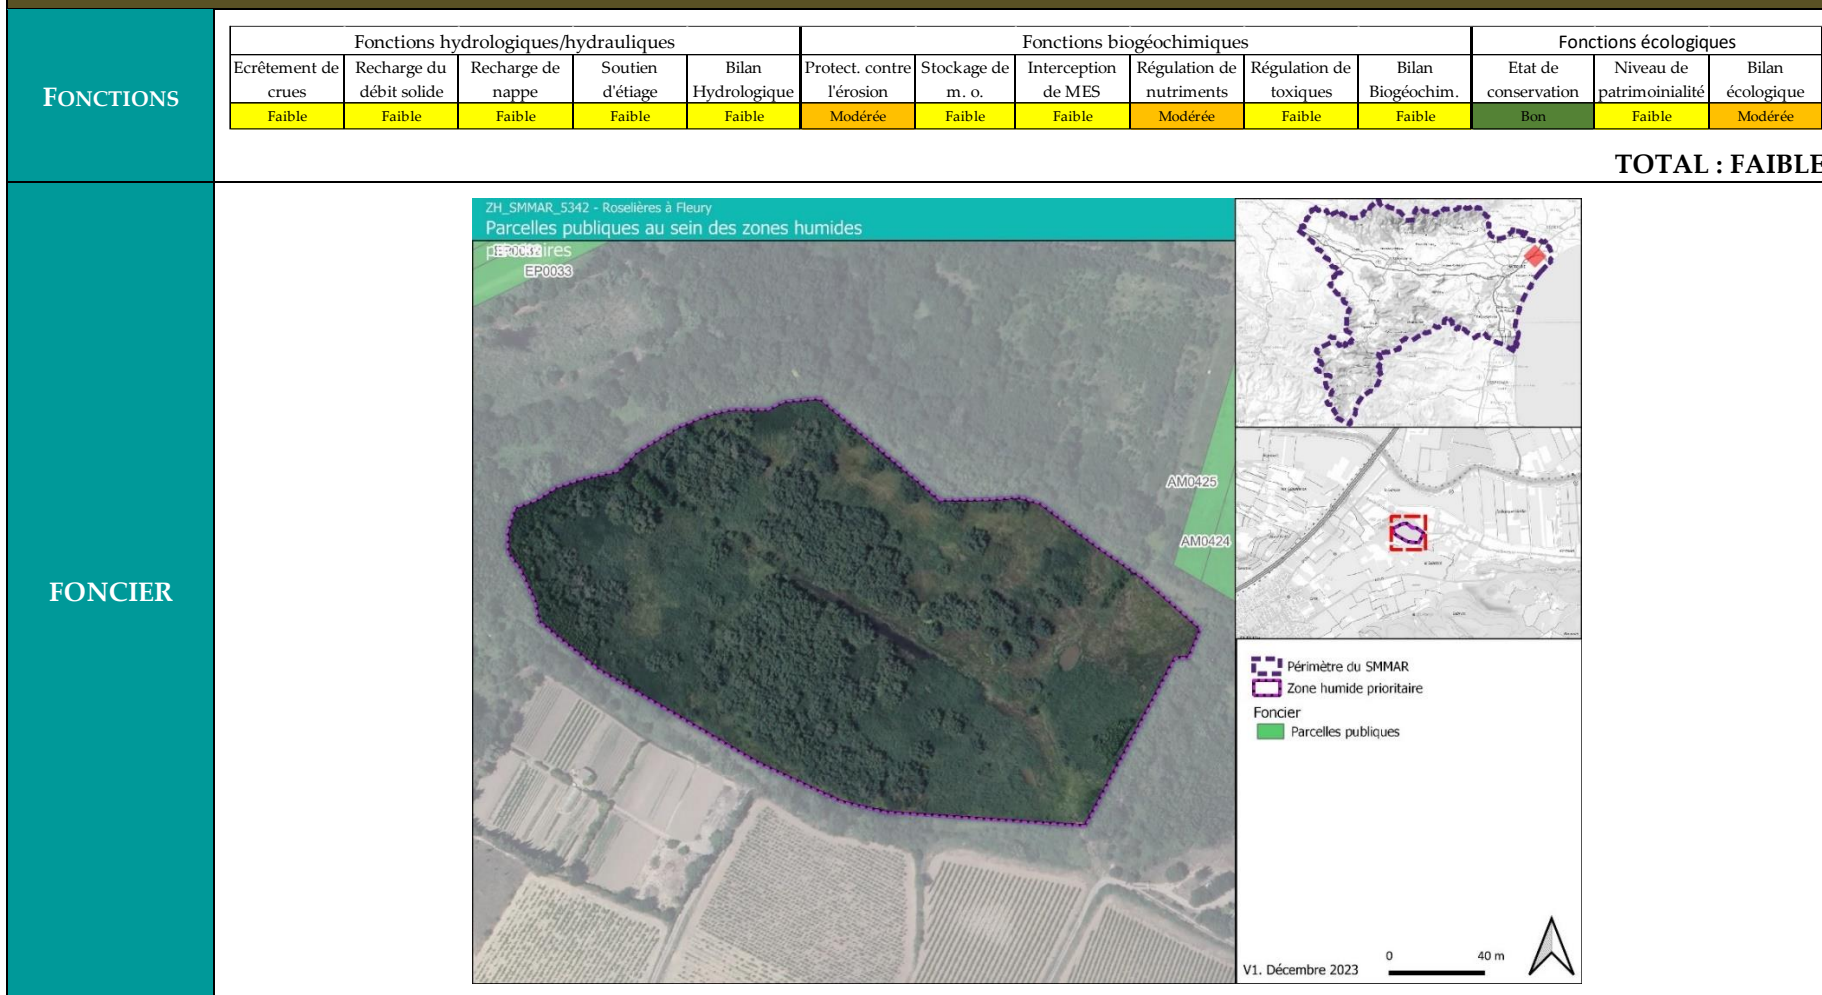 FONCTIONS
Fonctions hydrologiques/hydrauliques Fonctions biogéochimiques Fonctions écologiques
Ecrêtement de crues Recharge du débit solide Recharge de nappe Soutien d'étiage Bilan Hydrologique Protect. contre l'érosion Stockage de m. o. Interception de MES Régulation de nutriments Régulation de toxiques Bilan Biogéochim. Etat de conservation Niveau de patrimoinialité Bilan écologique
Faible Faible Faible Faible Faible Modérée Faible Faible Modérée Faible Faible Bon Faible Modérée
TOTAL : FAIBLE
FONCIER
ZH_SMMAR_5342 - Roselières à Fleury
Parcelles publiques au sein des zones humides
EP0033
AM0425
AM0424
Périmètre du SMMAR
Zone humide prioritaire
Foncier
Parcelles publiques
0 40 m
V1. Décembre 2023